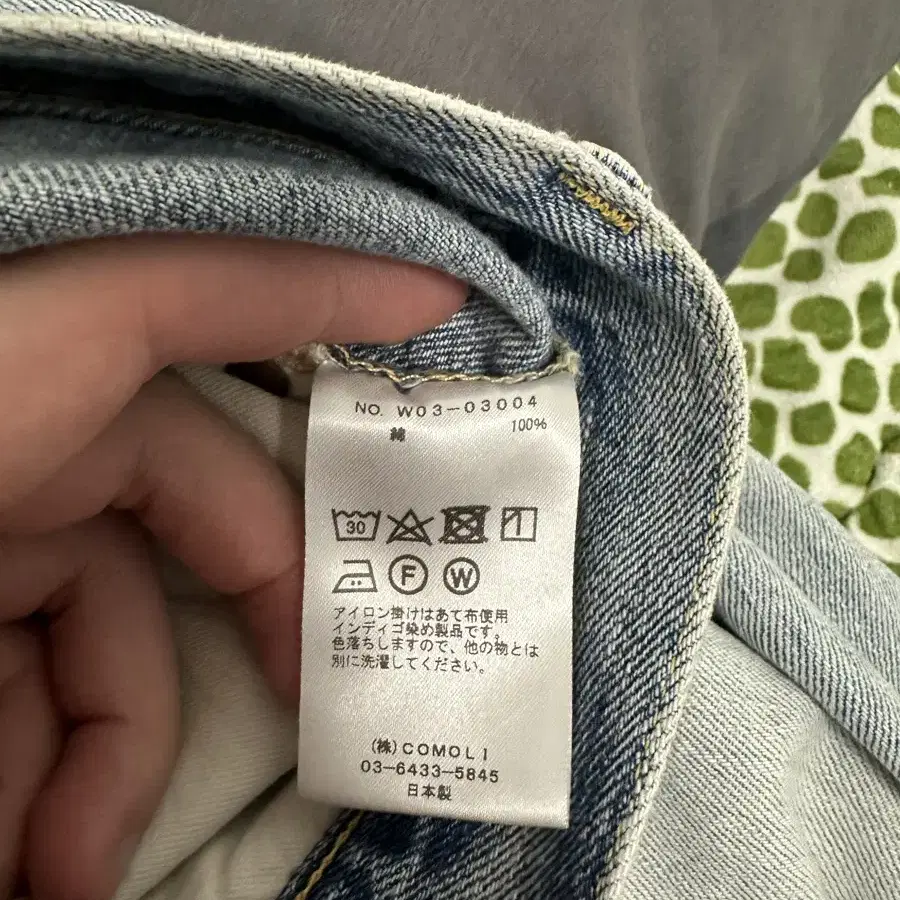 NO. W03-03004
綿 100%
30
F W
アイロン掛けはあて布使用
インディゴ染め製品です。
色落ちしますので、他の物とは
別に洗濯してください。
(株)COMOLI
03-6433-5845
日本製